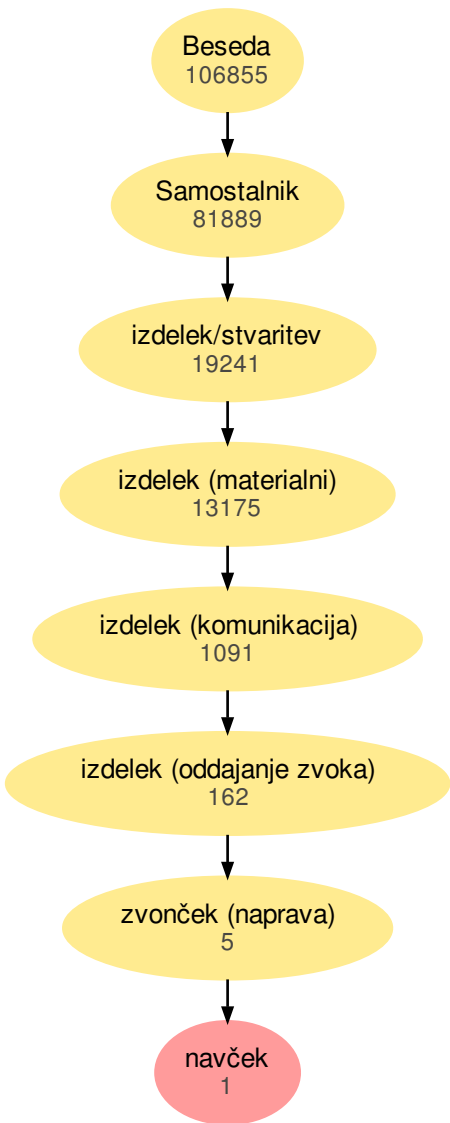 Beseda
106855
Samostalnik
81889
izdelek/stvaritev
19241
izdelek (materialni)
13175
izdelek (komunikacija)
1091
izdelek (oddajanje zvoka)
162
zvonček (naprava)
5
navček
1